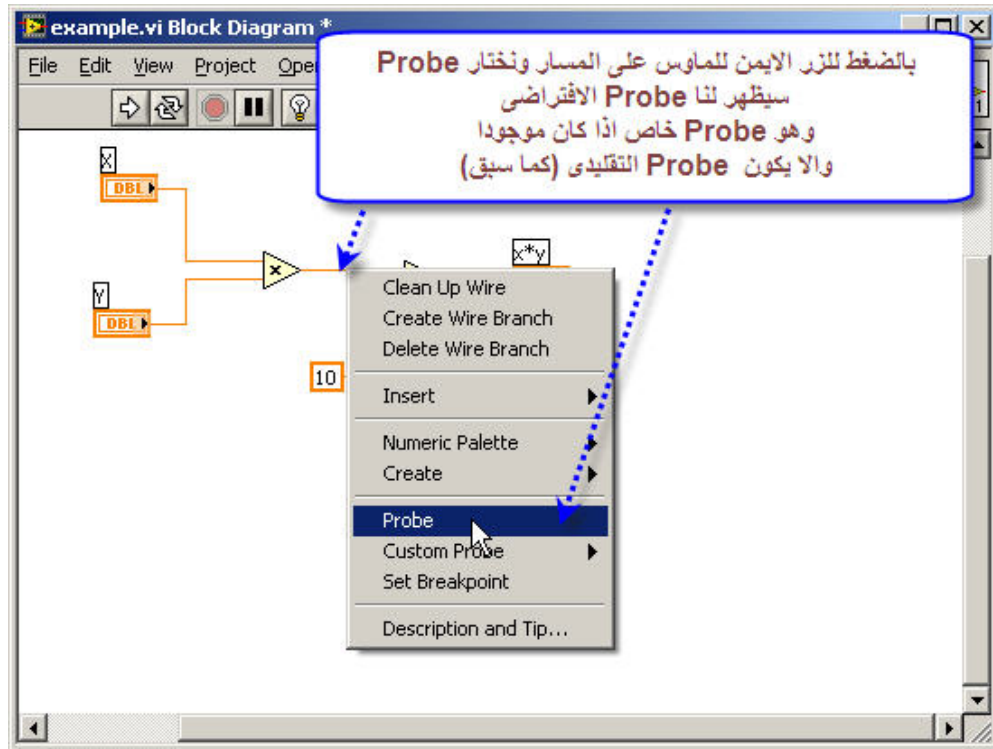 example.vi Block Diagram *
File Edit View Project Ope
بالضغط للزر الايمن للماوس على المسار ونختار Probe
سيظهر لنا Probe الافتراضى
وهو Probe خاص اذا كان موجودا
والا يكون Probe التقليدى (كما سبق)
1
X
DBL
x*y
Y
DBL
10
Clean Up Wire
Create Wire Branch
Delete Wire Branch
Insert
Numeric Palette
Create
Probe
Custom Probe
Set Breakpoint
Description and Tip...